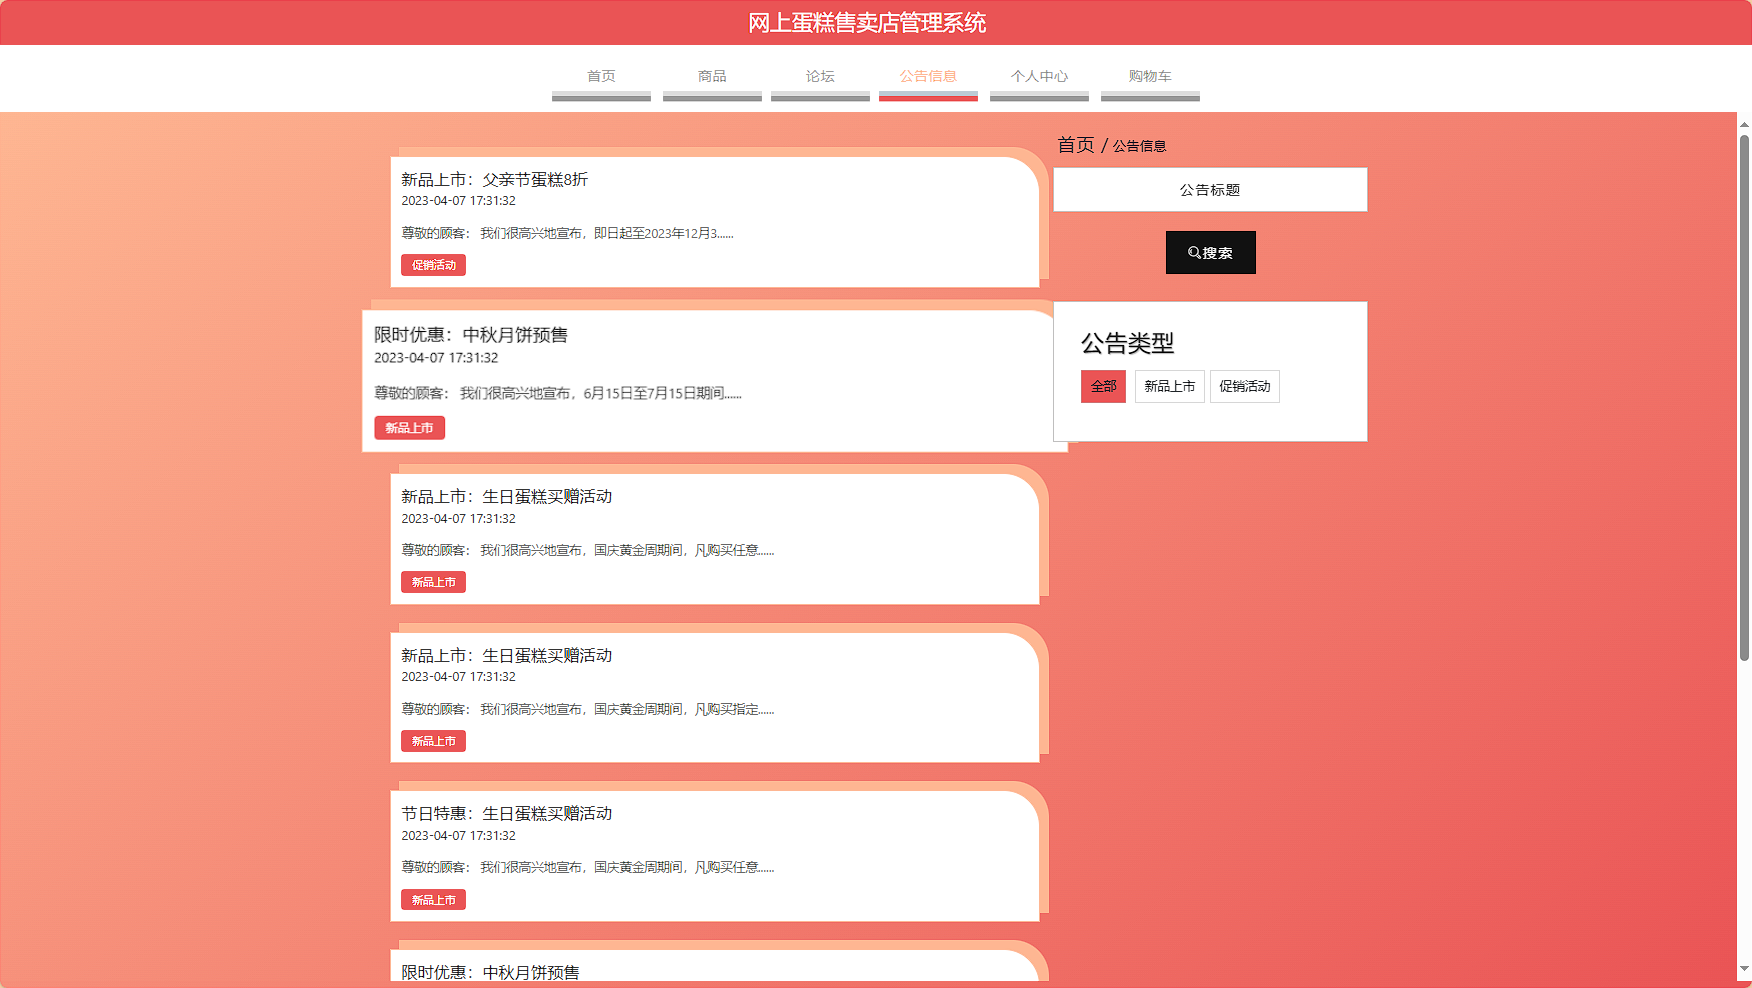 网上蛋糕售卖店管理系统
首页 商品 论坛 公告信息 个人中心 购物车
新品上市：父亲节蛋糕8折
2023-04-07 17:31:32
尊敬的顾客： 我们很高兴地宣布，即日起至2023年12月3......
促销活动
限时优惠：中秋月饼预售
2023-04-07 17:31:32
尊敬的顾客： 我们很高兴地宣布，6月15日至7月15日期间......
新品上市
新品上市：生日蛋糕买赠活动
2023-04-07 17:31:32
尊敬的顾客： 我们很高兴地宣布，国庆黄金周期间，凡购买任意......
新品上市
新品上市：生日蛋糕买赠活动
2023-04-07 17:31:32
尊敬的顾客： 我们很高兴地宣布，国庆黄金周期间，凡购买指定......
新品上市
节日特惠：生日蛋糕买赠活动
2023-04-07 17:31:32
尊敬的顾客： 我们很高兴地宣布，国庆黄金周期间，凡购买任意......
新品上市
限时优惠：中秋月饼预售
首页 / 公告信息
公告标题
搜索
公告类型
全部 新品上市 促销活动